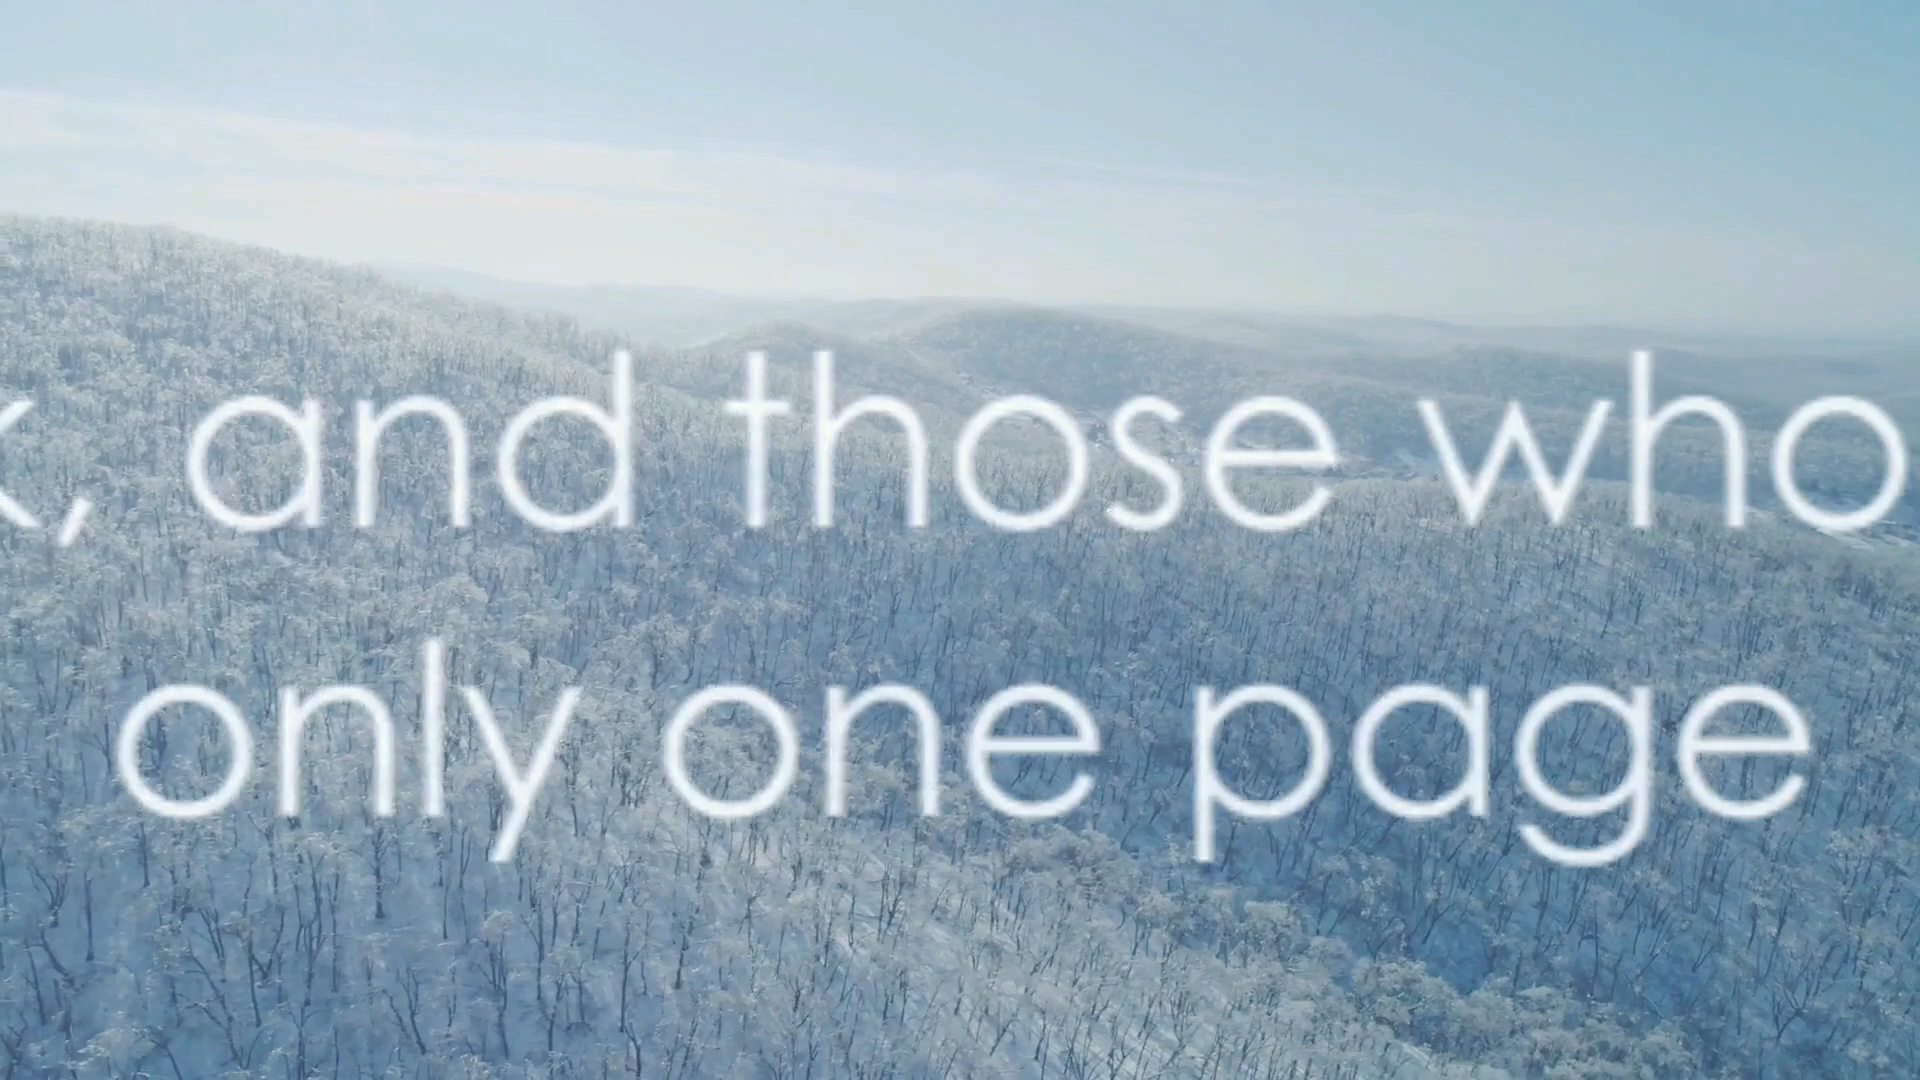 , and those who
only one page